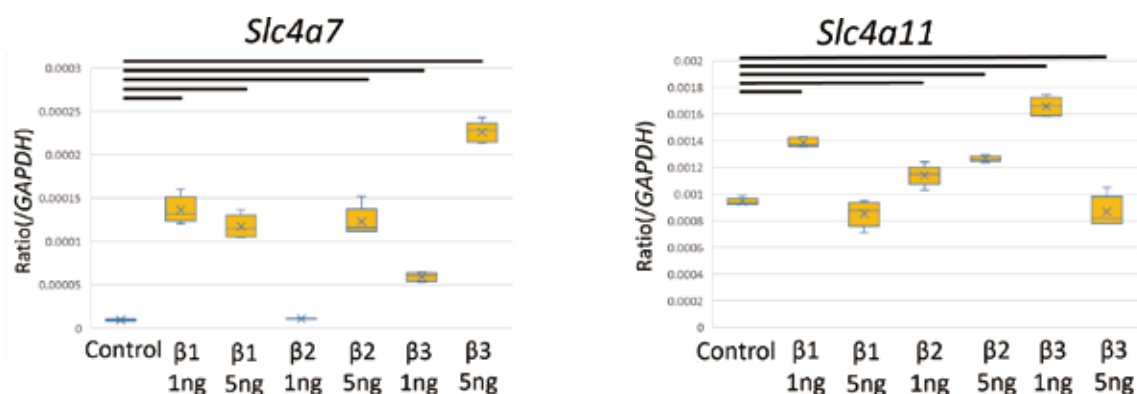 Slc4a7
Ratio(/GAPDH)
0.0003
0.00025
0.0002
0.00015
0.0001
0.00005
0
Control β1 β1 β2 β2 β3 β3
1ng 5ng 1ng 5ng 1ng 5ng
Slc4a11
Ratio(/GAPDH)
0.002
0.0018
0.0016
0.0014
0.0012
0.001
0.0008
0.0006
0.0004
0.0002
0
Control β1 β1 β2 β2 β3 β3
1ng 5ng 1ng 5ng 1ng 5ng